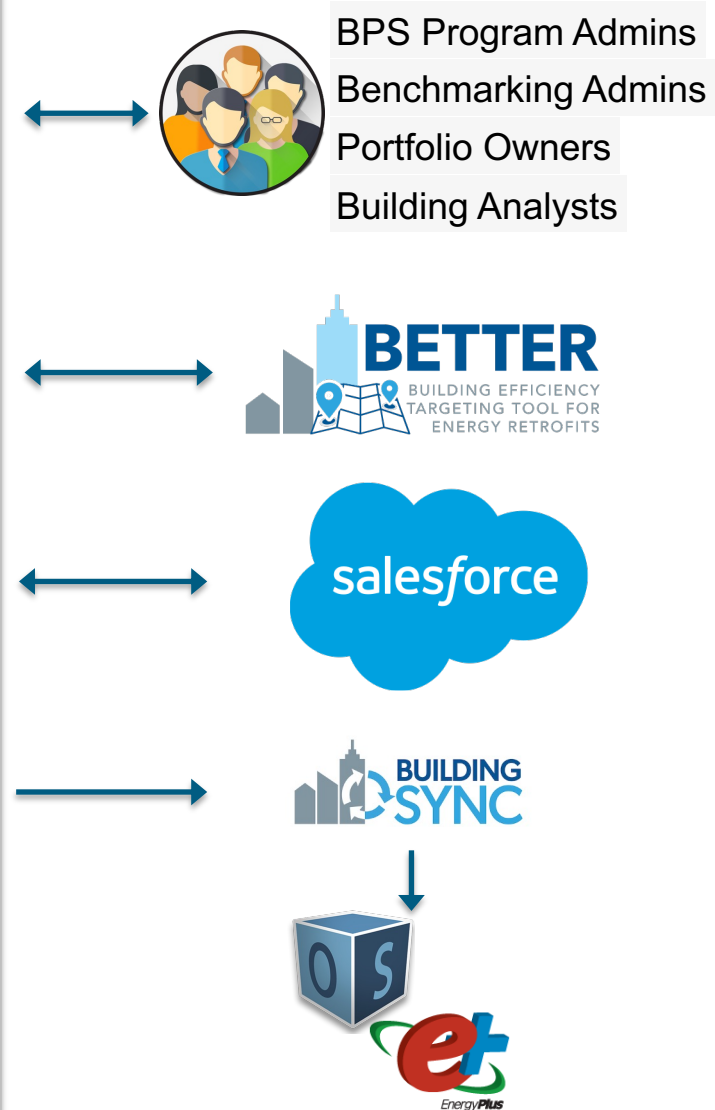 BPS Program Admins
Benchmarking Admins
Portfolio Owners
Building Analysts
BETTER
BUILDING EFFICIENCY
TARGETING TOOL FOR
ENERGY RETROFITS
salesforce
BUILDING
SYNC
O S
e+
EnergyPlus